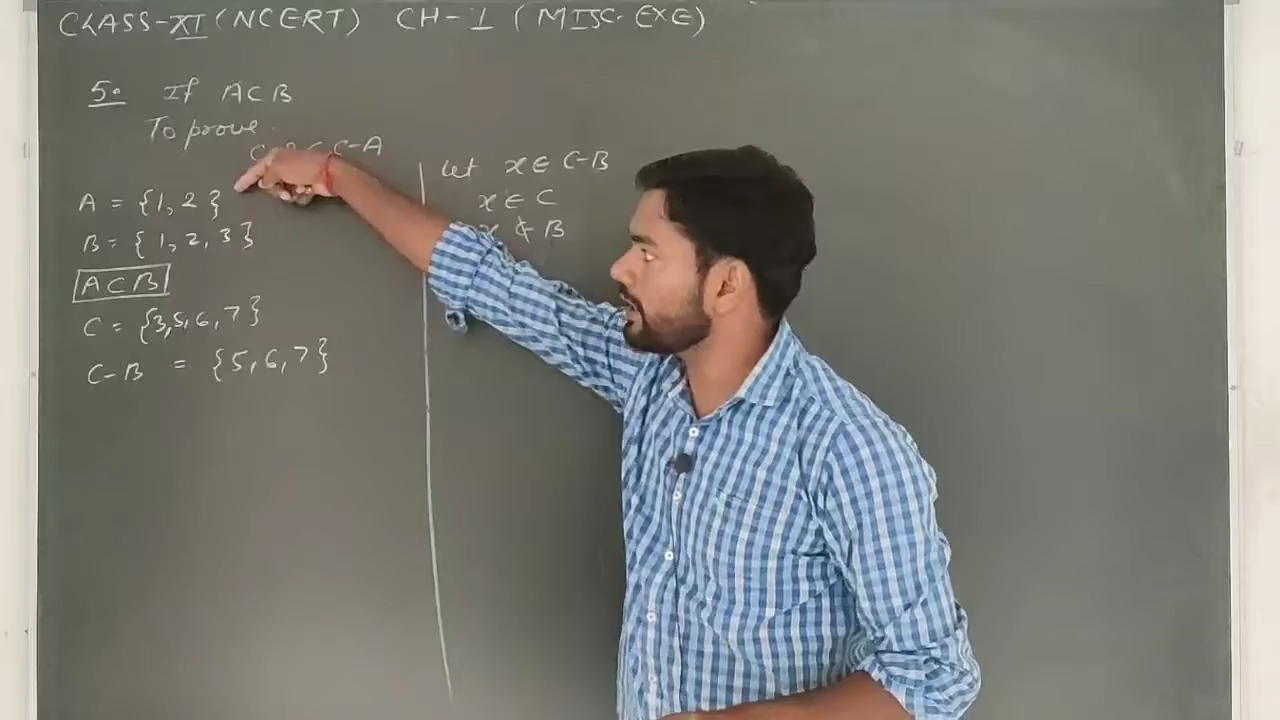 CLASS-XI (NCERT) CH-1 (MISC. EXE)
5. If A⊂B
To prove
C-A
A = {1, 2}
B = {1, 2, 3}
A⊂B
C = {3,5,6,7}
C-B = {5,6,7}
Let x ∈ C-B
x ∈ C
x ∉ B